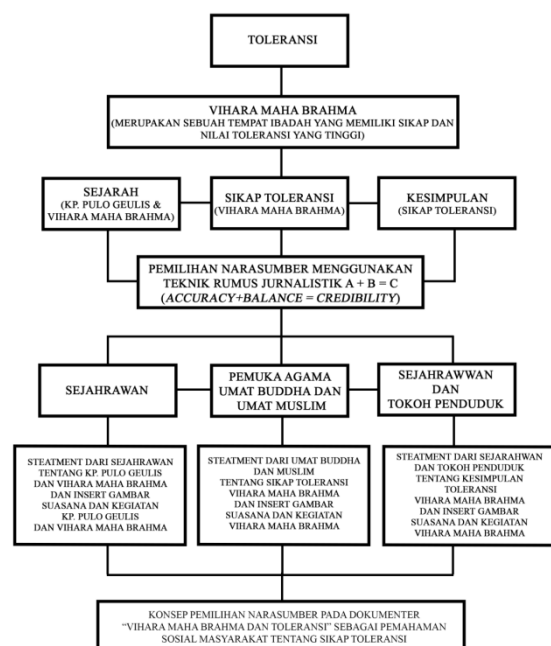 TOLERANSI
VIHARA MAHA BRAHMA
(MERUPAKAN SEBUAH TEMPAT IBADAH YANG MEMILIKI SIKAP DAN
NILAI TOLERANSI YANG TINGGI)
SEJARAH
(KP. PULO GEULIS &
VIHARA MAHA BRAHMA)
SIKAP TOLERANSI
(VIHARA MAHA BRAHMA)
KESIMPULAN
(SIKAP TOLERANSI)
PEMILIHAN NARASUMBER MENGGUNAKAN
TEKNIK RUMUS JURNALISTIK A + B = C
(ACCURACY+BALANCE = CREDIBILITY)
SEJAHRAWAN
PEMUKA AGAMA
UMAT BUDDHA DAN
UMAT MUSLIM
SEJAHRAWWAN
DAN
TOKOH PENDUDUK
STEATMENT DARI SEJAHRAWAN
TENTANG KP. PULO GEULIS
DAN VIHARA MAHA BRAHMA
DAN INSERT GAMBAR
SUASANA DAN KEGIATAN
KP. PULO GEULIS
DAN VIHARA MAHA BRAHMA
STEATMENT DARI UMAT BUDDHA
DAN MUSLIM
TENTANG SIKAP TOLERANSI
VIHARA MAHA BRAHMA
DAN INSERT GAMBAR
SUASANA DAN KEGIATAN
VIHARA MAHA BRAHMA
STEATMENT DARI SEJARAHWAN
DAN TOKOH PENDUDUK
TENTANG KESIMPULAN
TOLERANSI
VIHARA MAHA BRAHMA
DAN INSERT GAMBAR
SUASANA DAN KEGIATAN
VIHARA MAHA BRAHMA
KONSEP PEMILIHAN NARASUMBER PADA DOKUMENTER
“VIHARA MAHA BRAHMA DAN TOLERANSI” SEBAGAI PEMAHAMAN
SOSIAL MASYARAKAT TENTANG SIKAP TOLERANSI